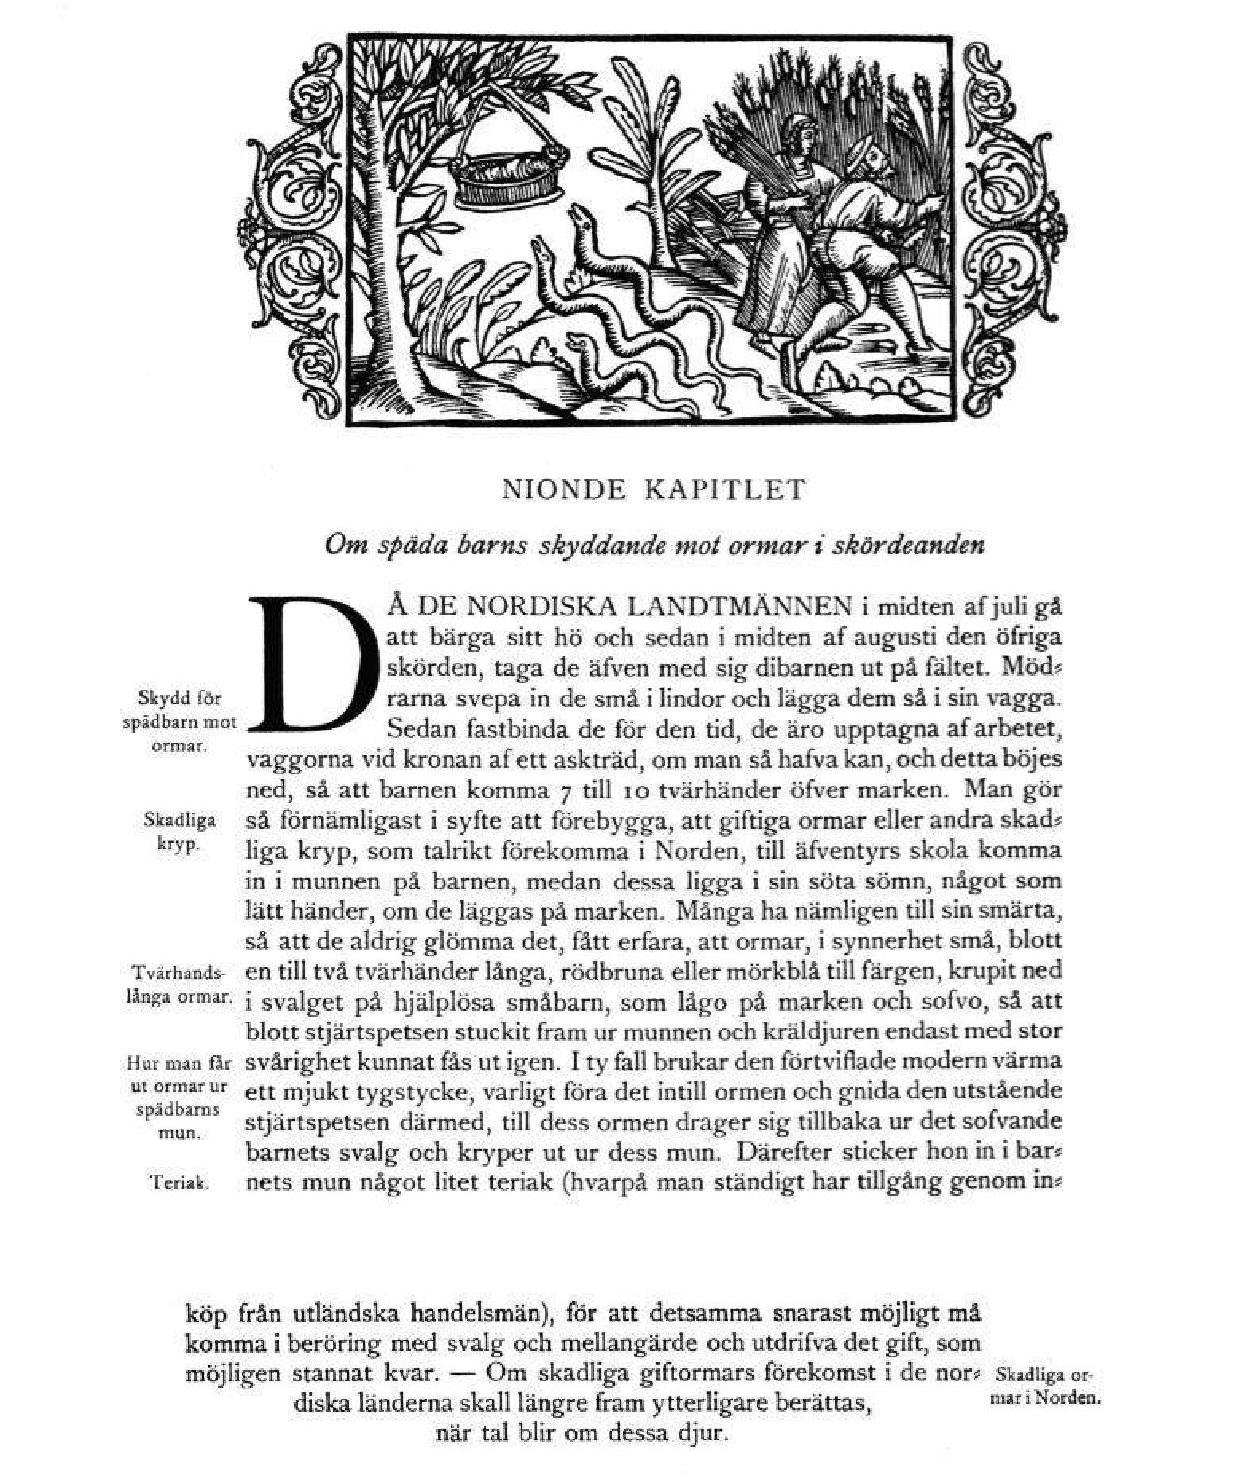 NIONDE KAPITLET
Om späda barns skyddande mot ormar i skördeanden
DÅ DE NORDISKA LANDTMÄNNEN i midten af juli gå
att bärga sitt hö och sedan i midten af augusti den öfriga
skörden, taga de äfven med sig dibarnen ut på fältet. Möd⸗
Skydd för
spädbarn mot
ormar.
rarna svepa in de små i lindor och lägga dem så i sin vagga.
Sedan fastbinda de för den tid, de äro upptagna af arbetet,
vaggorna vid kronan af ett askträd, om man så hafva kan, och detta böjes
ned, så att barnen komma 7 till 10 tvärhänder öfver marken. Man gör
Skadliga
kryp.
så förnämligast i syfte att förebygga, att giftiga ormar eller andra skad⸗
liga kryp, som talrikt förekomma i Norden, till äfventyrs skola komma
in i munnen på barnen, medan dessa ligga i sin söta sömn, något som
lätt händer, om de läggas på marken. Många ha nämligen till sin smärta,
så att de aldrig glömma det, fått erfara, att ormar, i synnerhet små, blott
Tvärhands-
långa ormar.
en till två tvärhänder långa, rödbruna eller mörkblå till färgen, krupit ned
i svalget på hjälplösa småbarn, som lågo på marken och sofvo, så att
blott stjärtspetsen stuckit fram ur munnen och kräldjuren endast med stor
Hur man får
ut ormar ur
spädbarns
mun.
svårighet kunnat fås ut igen. I ty fall brukar den förtviflade modern värma
ett mjukt tygstycke, varligt föra det intill ormen och gnida den utstående
stjärtspetsen därmed, till dess ormen drager sig tillbaka ur det sofvande
barnets svalg och kryper ut ur dess mun. Därefter sticker hon in i bar⸗
Teriak.
nets mun något litet teriak (hvarpå man ständigt har tillgång genom in⸗
köp från utländska handelsmän), för att detsamma snarast möjligt må
komma i beröring med svalg och mellangärde och utdrifva det gift, som
möjligen stannat kvar. — Om skadliga giftormars förekomst i de nor⸗
Skadliga or-
mar i Norden.
diska länderna skall längre fram ytterligare berättas,
när tal blir om dessa djur.